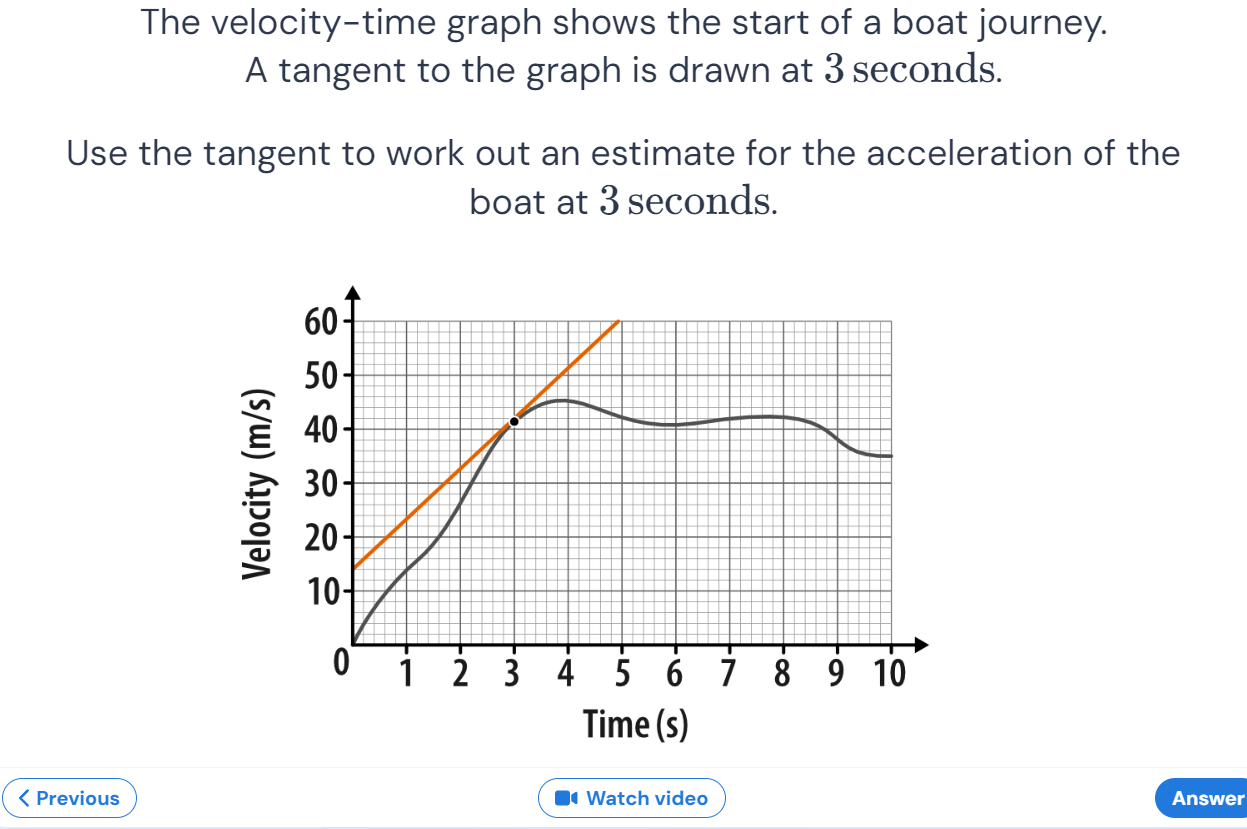 The velocity-time graph shows the start of a boat journey.
A tangent to the graph is drawn at 3 seconds.
Use the tangent to work out an estimate for the acceleration of the
boat at 3 seconds.
60
50
40
30
20
10
Velocity (m/s)
0 1 2 3 4 5 6 7 8 9 10
Time (s)
Previous Watch video Answer